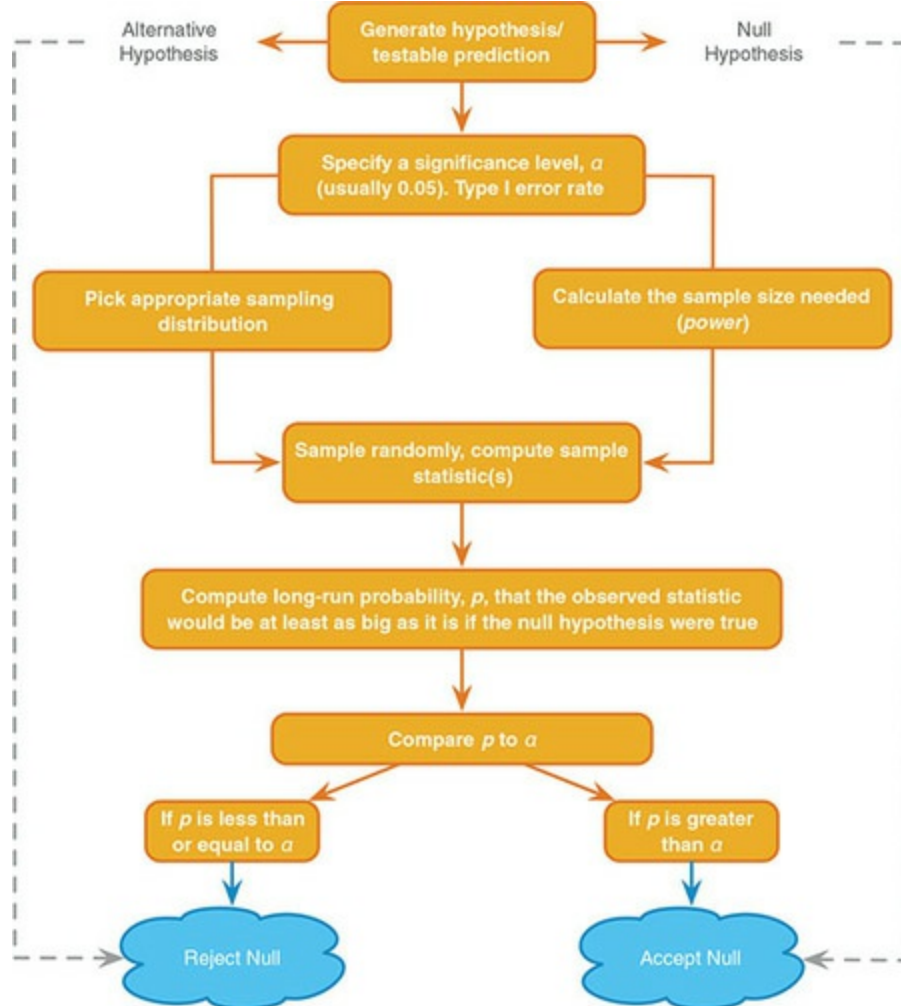 Alternative
Hypothesis
Generate hypothesis/
testable prediction
Null
Hypothesis
Specify a significance level, α
(usually 0.05). Type I error rate
Pick appropriate sampling
distribution
Calculate the sample size needed
(power)
Sample randomly, compute sample
statistic(s)
Compute long-run probability, p, that the observed statistic
would be at least as big as it is if the null hypothesis were true
Compare p to α
If p is less than
or equal to α
If p is greater
than α
Reject Null
Accept Null